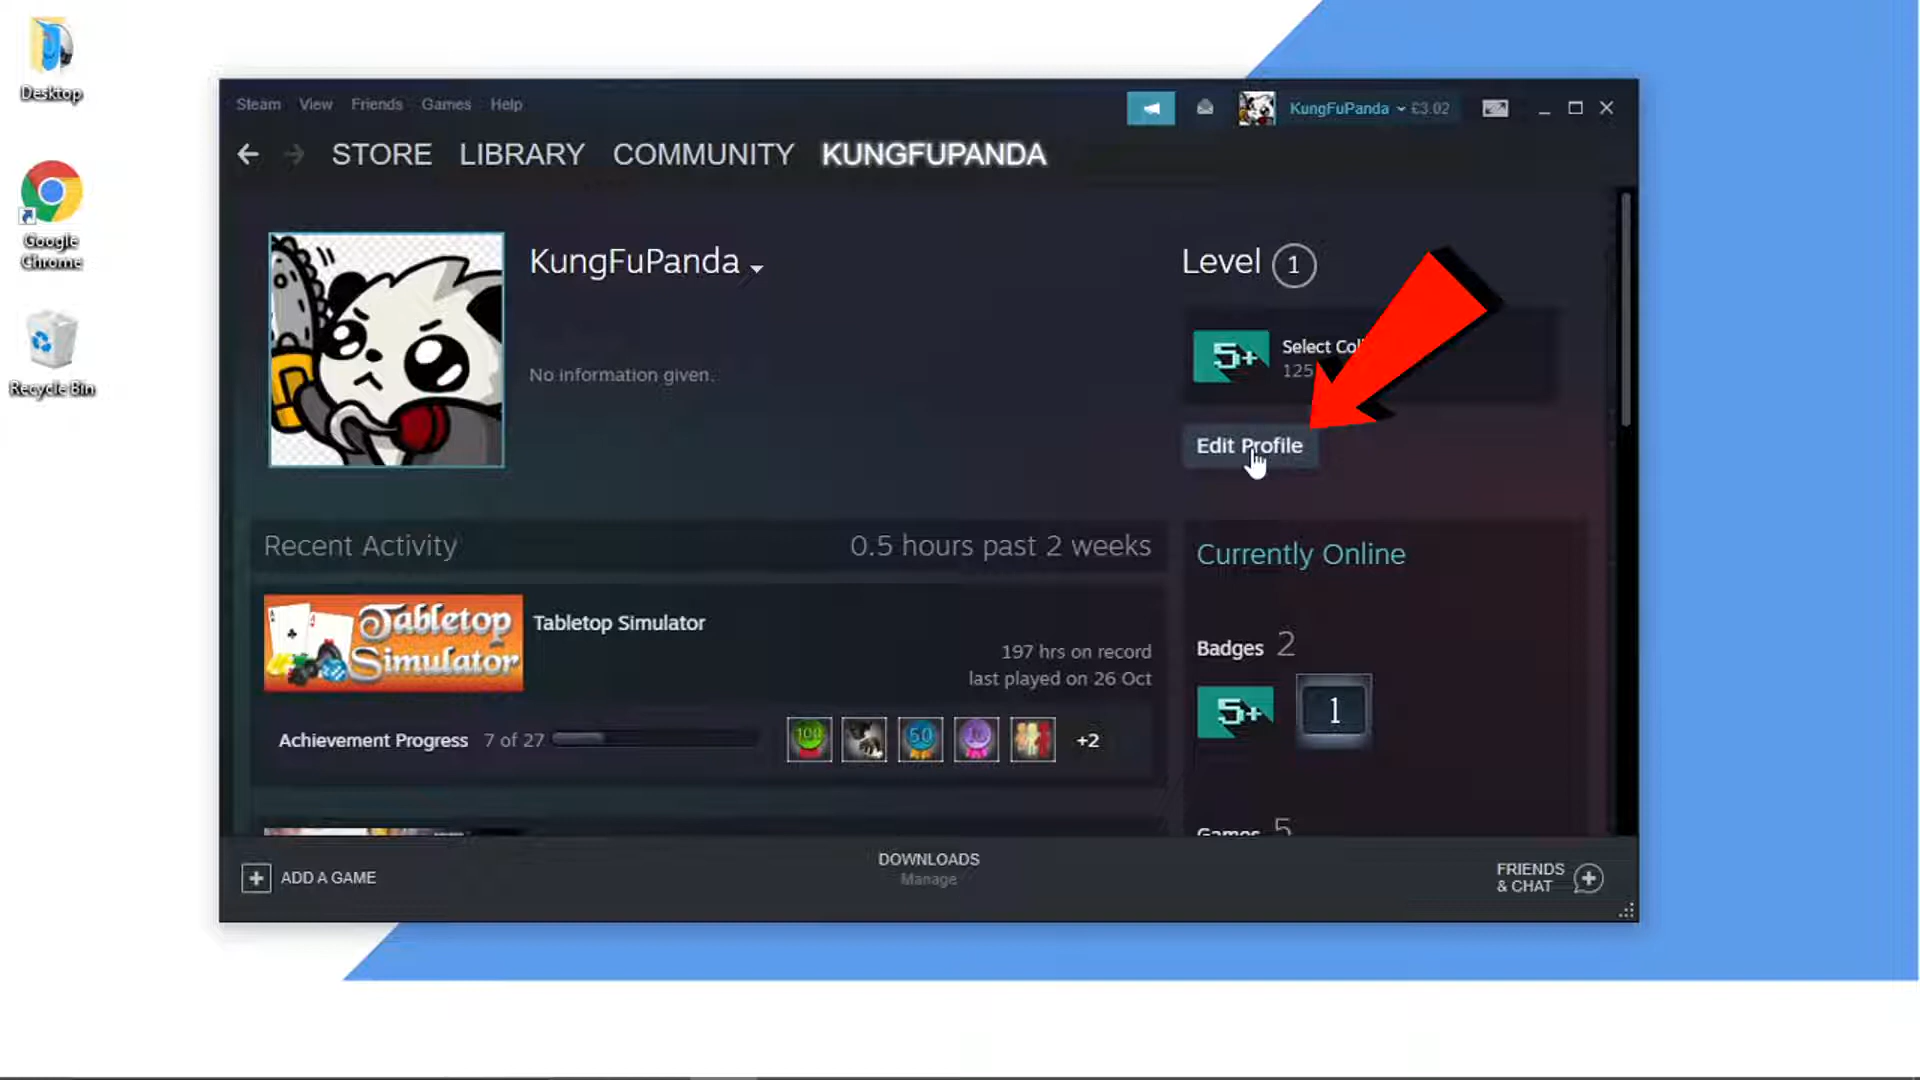 Desktop
Google
Chrome
Recycle Bin
Steam View Friends Games Help
KungFuPanda £3.02
STORE LIBRARY COMMUNITY KUNGFUPANDA
KungFuPanda
No information given.
Level 1
5+
Select
125
Edit Profile
Recent Activity 0.5 hours past 2 weeks
Tabletop
Simulator
Tabletop Simulator
197 hrs on record
last played on 26 Oct
Achievement Progress 7 of 27
100
50
+2
Currently Online
Badges 2
5+
1
Games 5
ADD A GAME
DOWNLOADS
Manage
FRIENDS
& CHAT